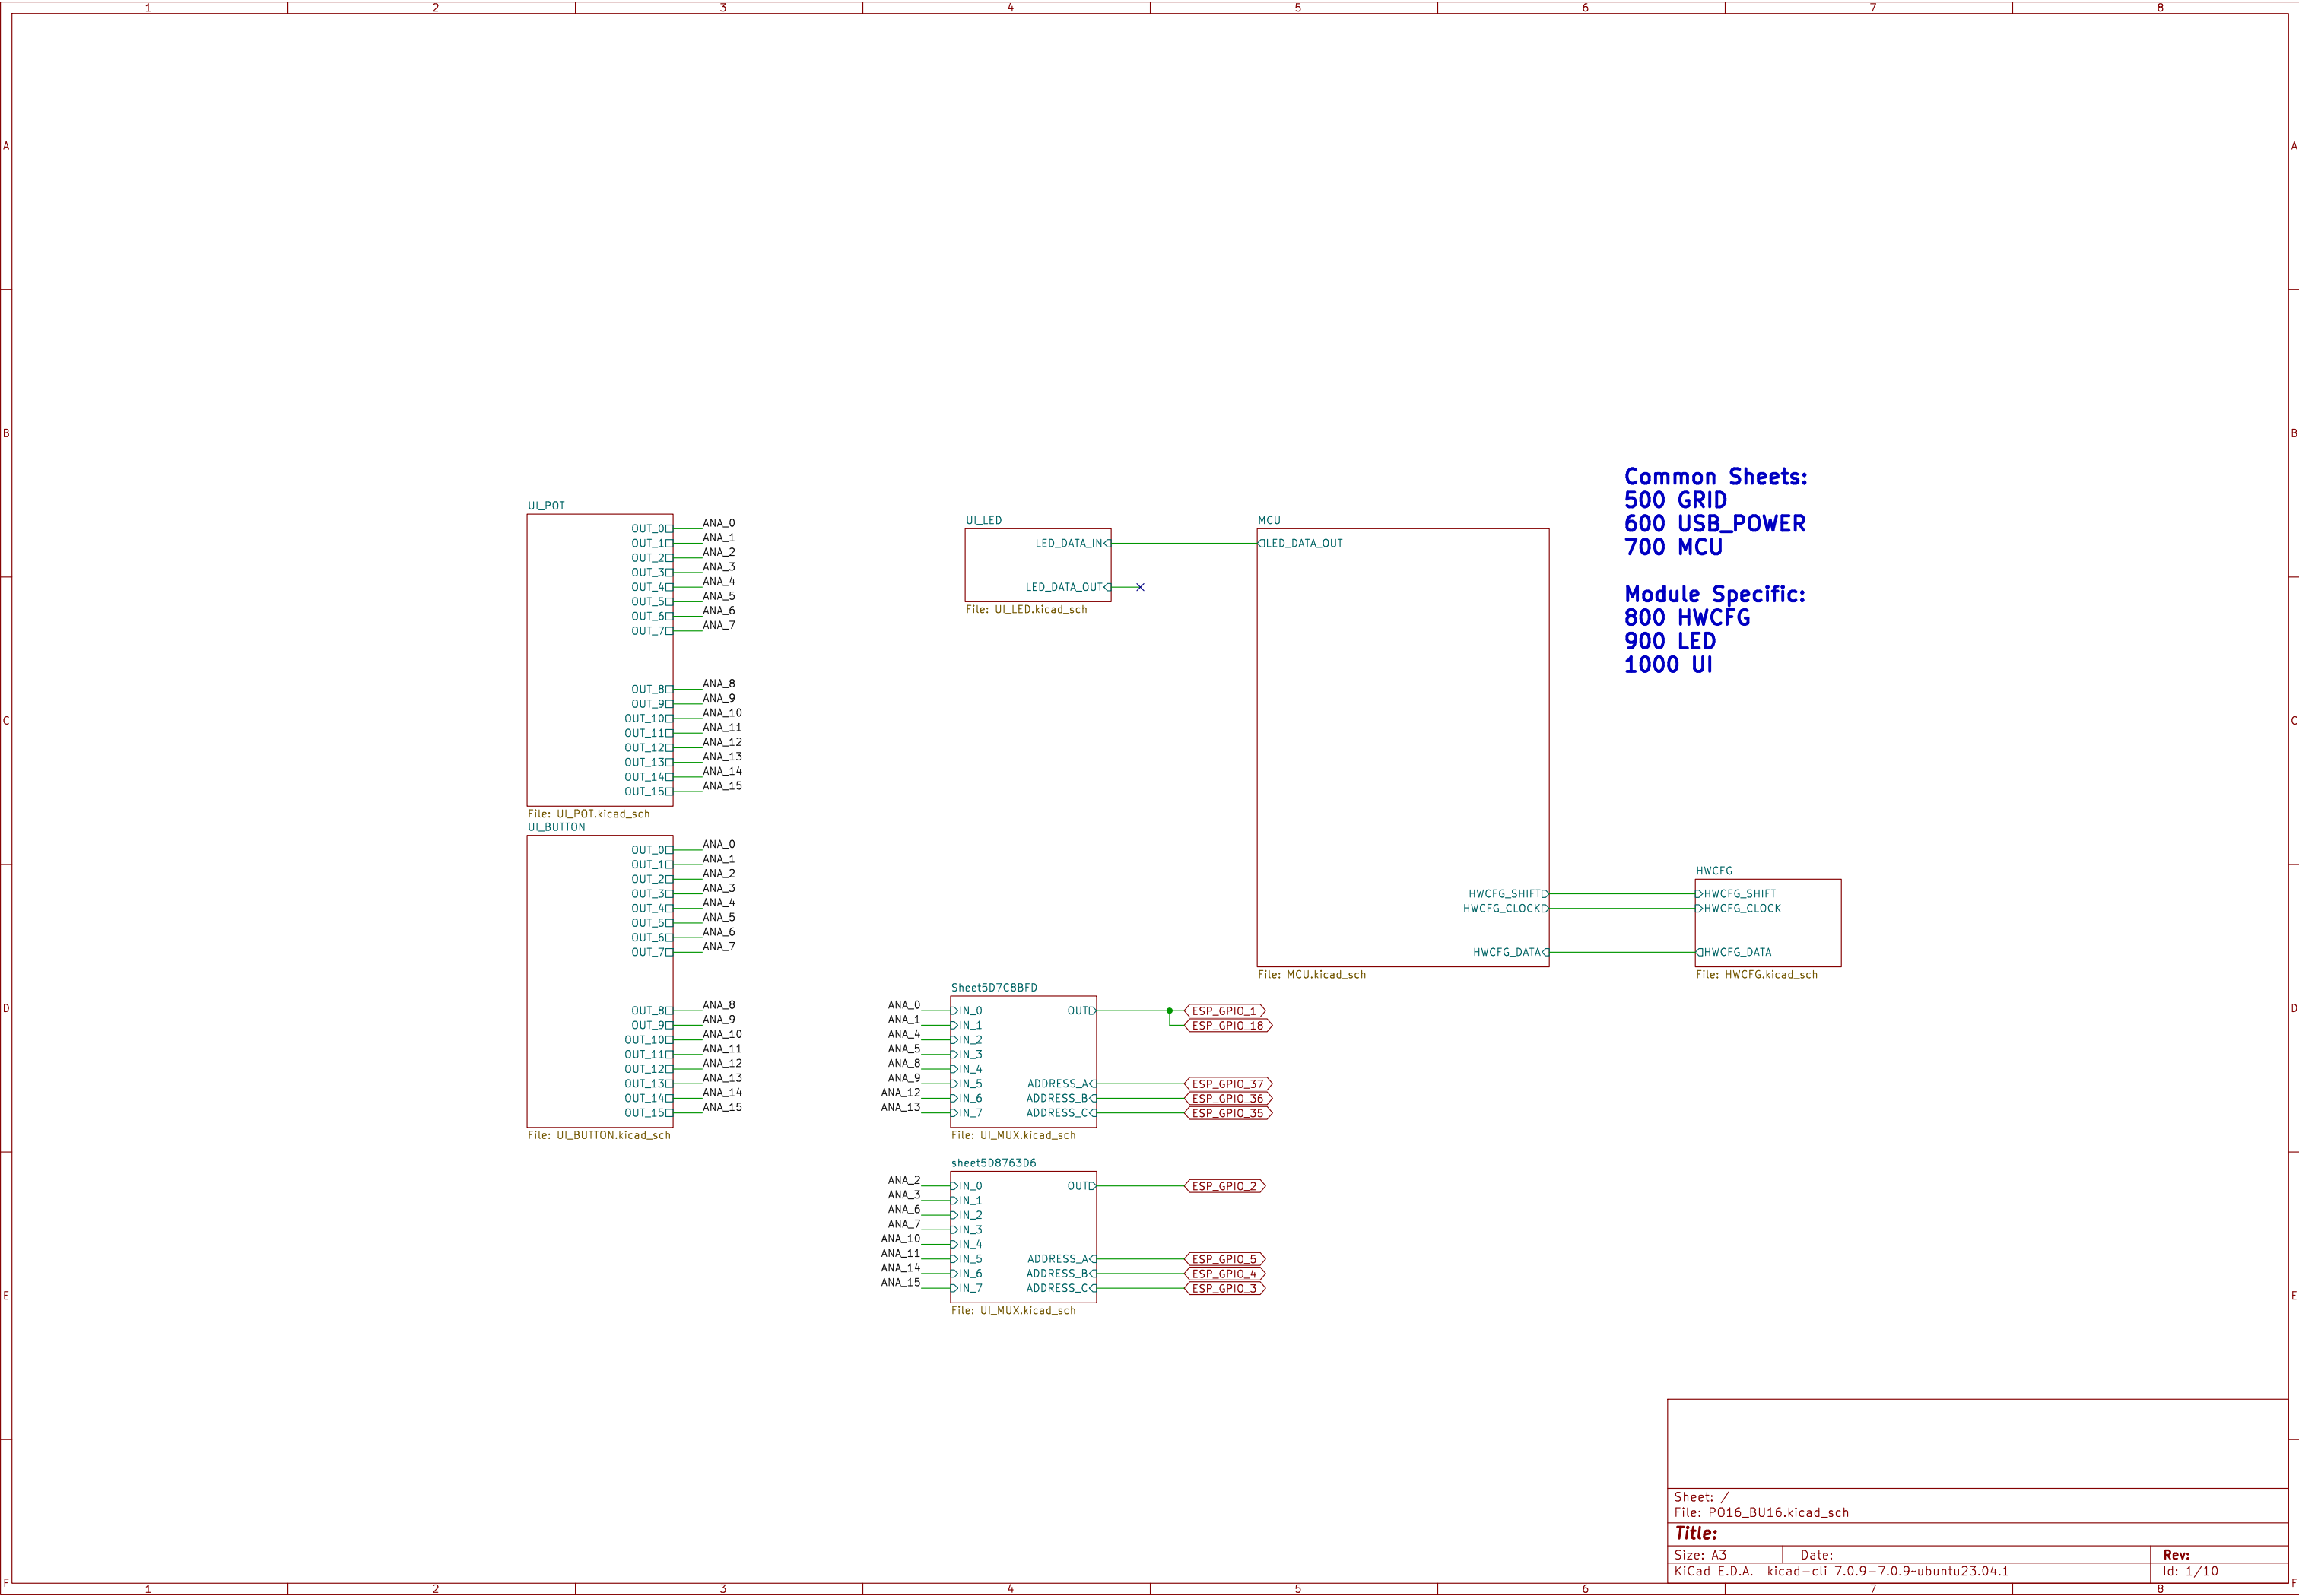 1 2 3 4 5 6 7 8
A A
B B
C C
D D
E E
F F
1 2 3 4 5 6 7 8
UI_POT
OUT_0 ANA_0
OUT_1 ANA_1
OUT_2 ANA_2
OUT_3 ANA_3
OUT_4 ANA_4
OUT_5 ANA_5
OUT_6 ANA_6
OUT_7 ANA_7
OUT_8 ANA_8
OUT_9 ANA_9
OUT_10 ANA_10
OUT_11 ANA_11
OUT_12 ANA_12
OUT_13 ANA_13
OUT_14 ANA_14
OUT_15 ANA_15
File: UI_POT.kicad_sch
UI_BUTTON
OUT_0 ANA_0
OUT_1 ANA_1
OUT_2 ANA_2
OUT_3 ANA_3
OUT_4 ANA_4
OUT_5 ANA_5
OUT_6 ANA_6
OUT_7 ANA_7
OUT_8 ANA_8
OUT_9 ANA_9
OUT_10 ANA_10
OUT_11 ANA_11
OUT_12 ANA_12
OUT_13 ANA_13
OUT_14 ANA_14
OUT_15 ANA_15
File: UI_BUTTON.kicad_sch
UI_LED
LED_DATA_IN
LED_DATA_OUT
File: UI_LED.kicad_sch
MCU
LED_DATA_OUT
HWCFG_SHIFT
HWCFG_CLOCK
HWCFG_DATA
File: MCU.kicad_sch
Common Sheets:
500 GRID
600 USB_POWER
700 MCU
Module Specific:
800 HWCFG
900 LED
1000 UI
HWCFG
HWCFG_SHIFT
HWCFG_CLOCK
HWCFG_DATA
File: HWCFG.kicad_sch
Sheet5D7C8BFD
ANA_0 IN_0 OUT ESP_GPIO_1
ANA_1 IN_1 ESP_GPIO_18
ANA_4 IN_2
ANA_5 IN_3
ANA_8 IN_4
ANA_9 IN_5 ADDRESS_A ESP_GPIO_37
ANA_12 IN_6 ADDRESS_B ESP_GPIO_36
ANA_13 IN_7 ADDRESS_C ESP_GPIO_35
File: UI_MUX.kicad_sch
sheet5D8763D6
ANA_2 IN_0 OUT ESP_GPIO_2
ANA_3 IN_1
ANA_6 IN_2
ANA_7 IN_3
ANA_10 IN_4
ANA_11 IN_5 ADDRESS_A ESP_GPIO_5
ANA_14 IN_6 ADDRESS_B ESP_GPIO_4
ANA_15 IN_7 ADDRESS_C ESP_GPIO_3
File: UI_MUX.kicad_sch
Sheet: /
File: PO16_BU16.kicad_sch
Title:
Size: A3 Date: Rev:
KiCad E.D.A. kicad-cli 7.0.9-7.0.9~ubuntu23.04.1 Id: 1/10